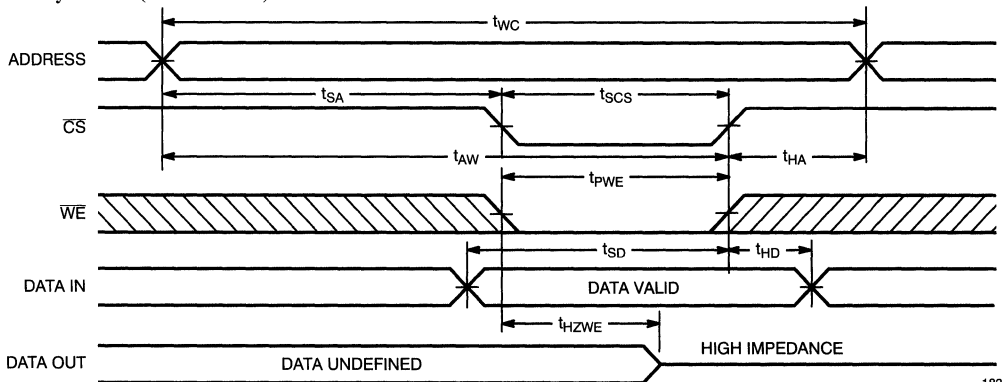 tWC
ADDRESS
tSA
tSCS
CS
tAW
tHA
tPWE
WE
tSD
tHD
DATA IN
DATA VALID
tHZWE
DATA OUT
DATA UNDEFINED
HIGH IMPEDANCE